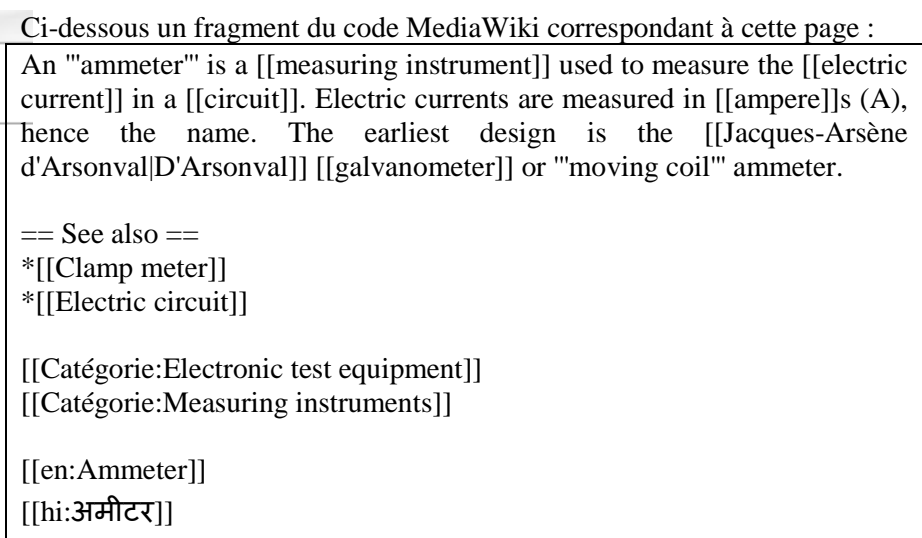 Ci-dessous un fragment du code MediaWiki correspondant à cette page :
An '''ammeter''' is a [[measuring instrument]] used to measure the [[electric
current]] in a [[circuit]]. Electric currents are measured in [[ampere]]s (A),
hence the name. The earliest design is the [[Jacques-Arsène
d'Arsonval|D'Arsonval]] [[galvanometer]] or '''moving coil''' ammeter.
== See also ==
*[[Clamp meter]]
*[[Electric circuit]]
[[Catégorie:Electronic test equipment]]
[[Catégorie:Measuring instruments]]
[[en:Ammeter]]
[[hi:अमीटर]]